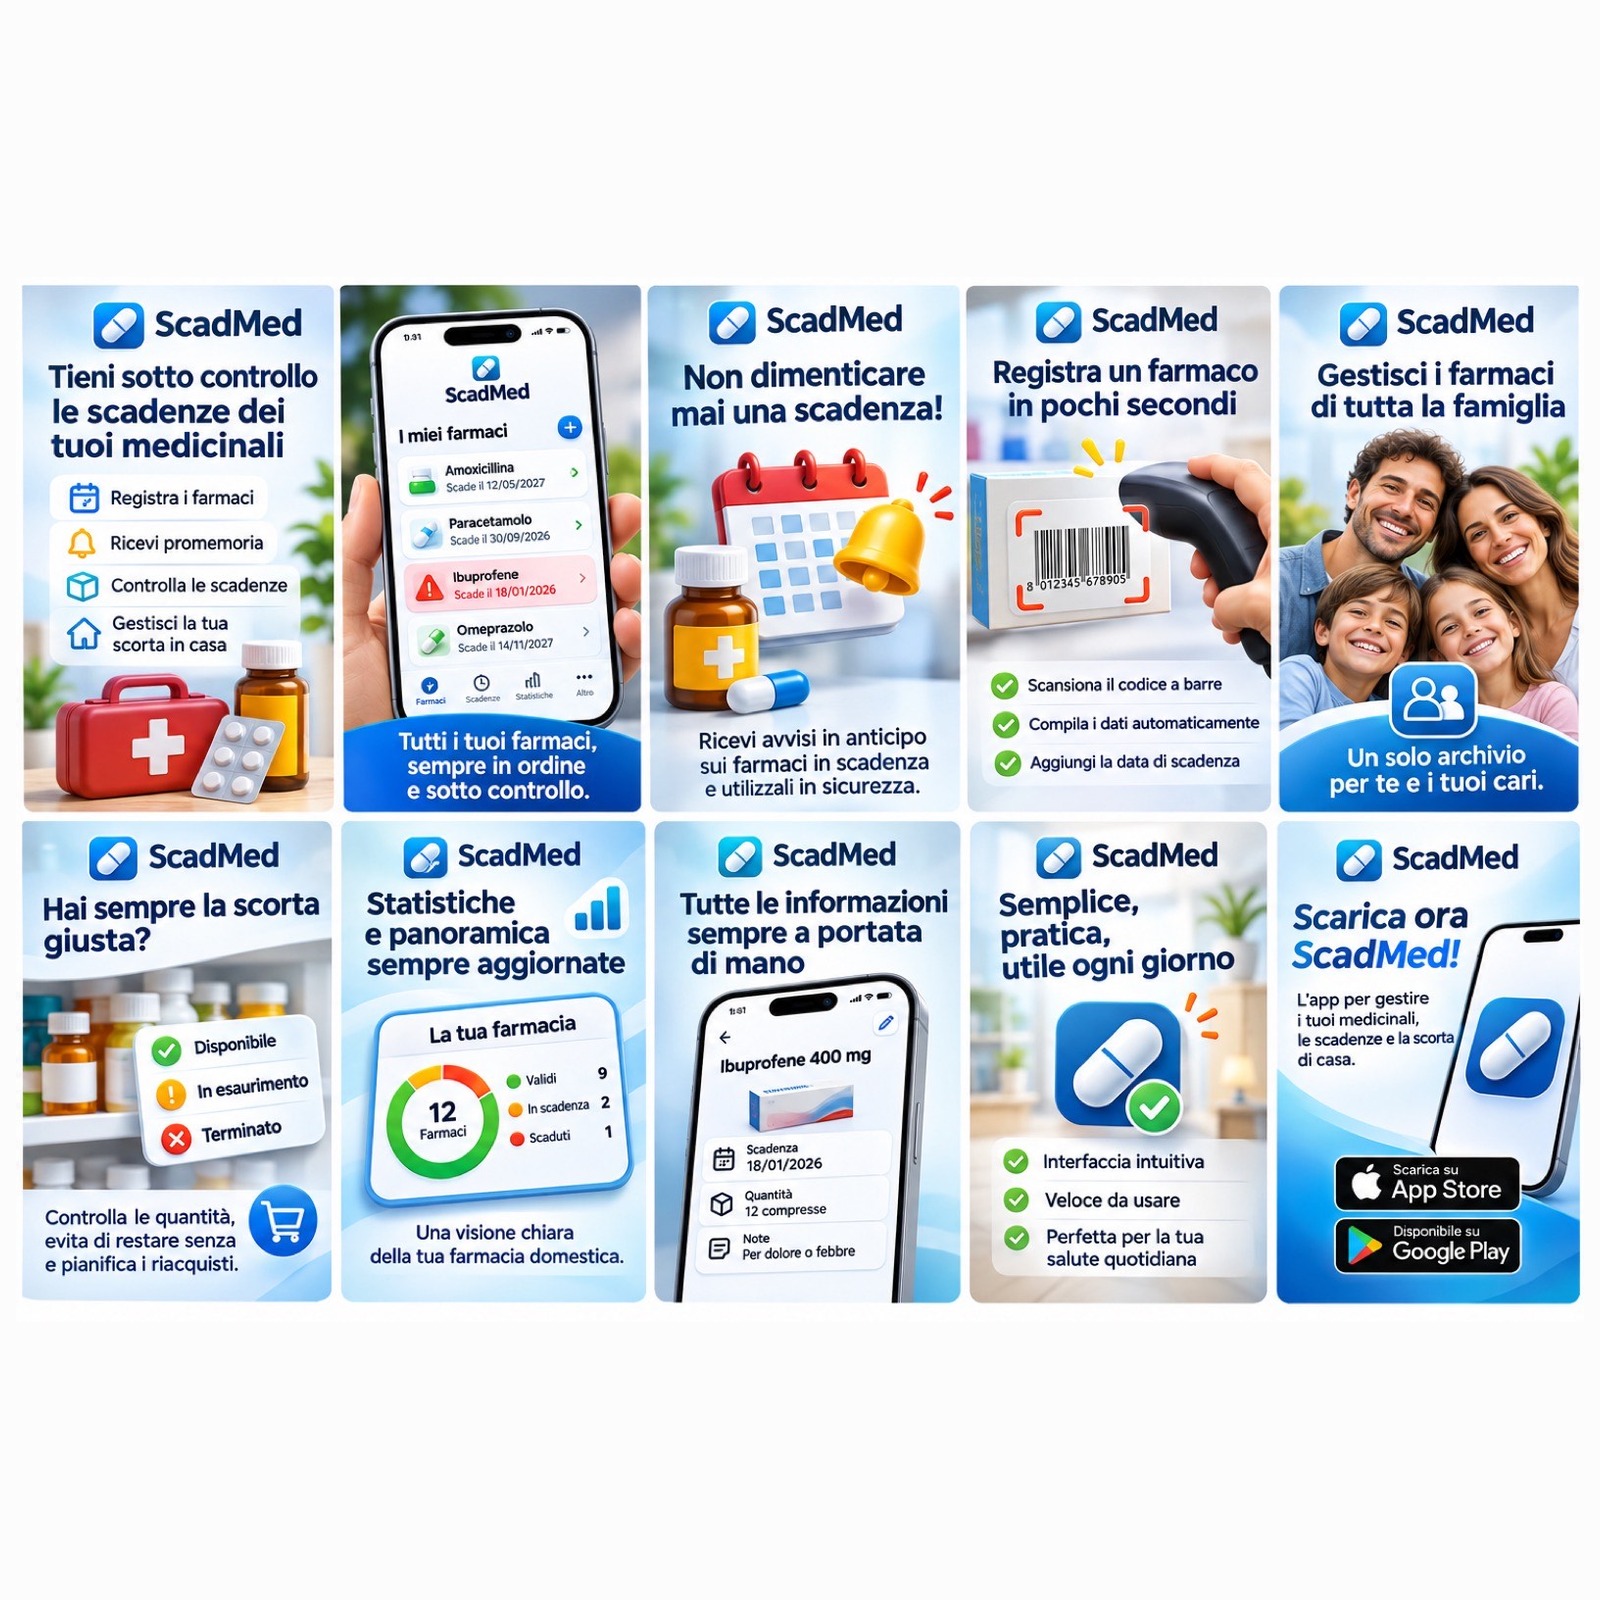 ScadMed
Tieni sotto controllo
le scadenze dei
tuoi medicinali
Registra i farmaci
Ricevi promemoria
Controlla le scadenze
Gestisci la tua
scorta in casa
ScadMed
I miei farmaci
Amoxicillina
Scade il 12/05/2027
Paracetamolo
Scade il 30/09/2026
Ibuprofene
Scade il 18/01/2026
Omeprazolo
Scade il 14/11/2027
Farmaci
Scadenze
Statistiche
Altro
Tutti i tuoi farmaci,
sempre in ordine
e sotto controllo.
ScadMed
Non dimenticare
mai una scadenza!
Ricevi avvisi in anticipo
sui farmaci in scadenza
e utilizzali in sicurezza.
ScadMed
Registra un farmaco
in pochi secondi
8 012345 678905
Scansiona il codice a barre
Compila i dati automaticamente
Aggiungi la data di scadenza
ScadMed
Gestisci i farmaci
di tutta la famiglia
Un solo archivio
per te e i tuoi cari.
ScadMed
Hai sempre la scorta
giusta?
Disponibile
In esaurimento
Terminato
Controlla le quantità,
evita di restare senza
e pianifica i riacquisti.
ScadMed
Statistiche
e panoramica
sempre aggiornate
La tua farmacia
12
Farmaci
Validi 9
In scadenza 2
Scaduti 1
Una visione chiara
della tua farmacia domestica.
ScadMed
Tutte le informazioni
sempre a portata
di mano
Ibuprofene 400 mg
Scadenza
18/01/2026
Quantità
12 compresse
Note
Per dolore o febbre
ScadMed
Semplice,
pratica,
utile ogni giorno
Interfaccia intuitiva
Veloce da usare
Perfetta per la tua
salute quotidiana
ScadMed
Scarica ora
ScadMed!
L'app per gestire
i tuoi medicinali,
le scadenze e la scorta
di casa.
Scarica su
App Store
Disponibile su
Google Play